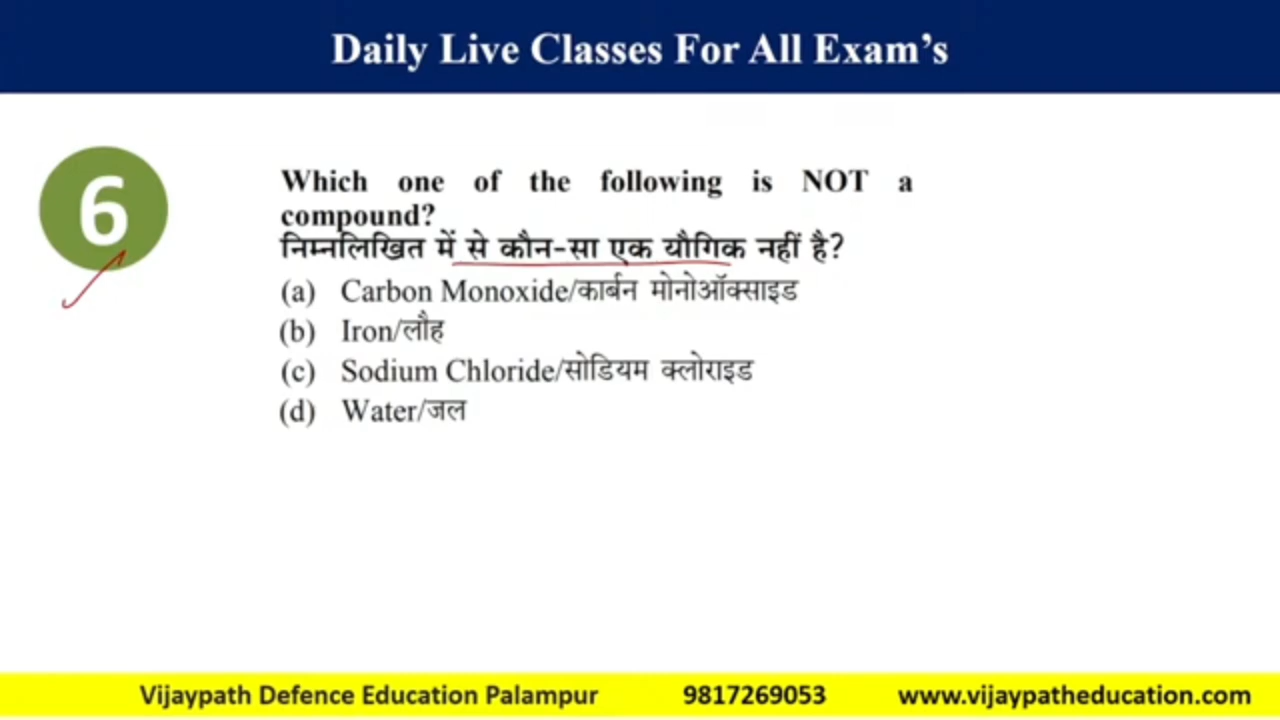 Daily Live Classes For All Exam's
6
Which one of the following is NOT a
compound?
निम्नलिखित में से कौन-सा एक यौगिक नहीं है?
(a) Carbon Monoxide/कार्बन मोनोऑक्साइड
(b) Iron/लौह
(c) Sodium Chloride/सोडियम क्लोराइड
(d) Water/जल
Vijaypath Defence Education Palampur 9817269053 www.vijaypatheducation.com